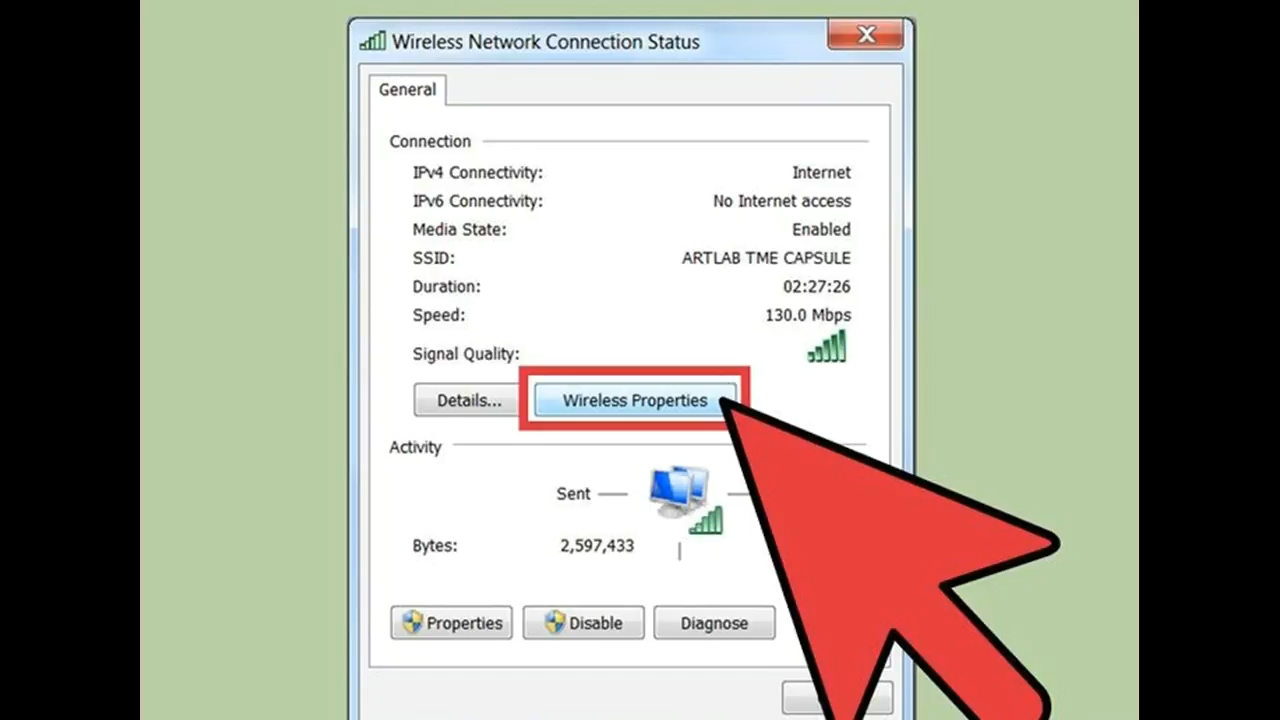 Wireless Network Connection Status
General
Connection
IPv4 Connectivity: Internet
IPv6 Connectivity: No Internet access
Media State: Enabled
SSID: ARTLAB TME CAPSULE
Duration: 02:27:26
Speed: 130.0 Mbps
Signal Quality:
Details... Wireless Properties
Activity
Sent
Bytes: 2,597,433
Properties Disable Diagnose